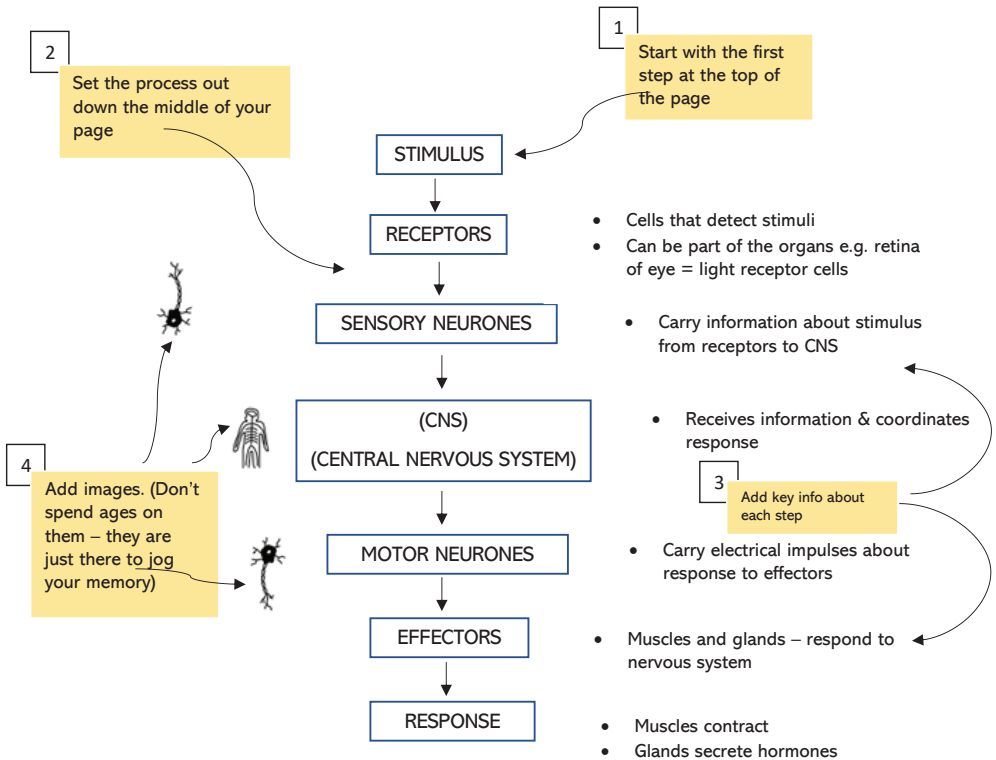 1
Start with the first
step at the top of
the page
2
Set the process out
down the middle of your
page
STIMULUS
RECEPTORS
• Cells that detect stimuli
• Can be part of the organs e.g. retina
of eye = light receptor cells
SENSORY NEURONES
• Carry information about stimulus
from receptors to CNS
(CNS)
(CENTRAL NERVOUS SYSTEM)
• Receives information & coordinates
response
3
Add key info about
each step
4
Add images. (Don't
spend ages on
them – they are
just there to jog
your memory)
MOTOR NEURONES
• Carry electrical impulses about
response to effectors
EFFECTORS
• Muscles and glands – respond to
nervous system
RESPONSE
• Muscles contract
• Glands secrete hormones